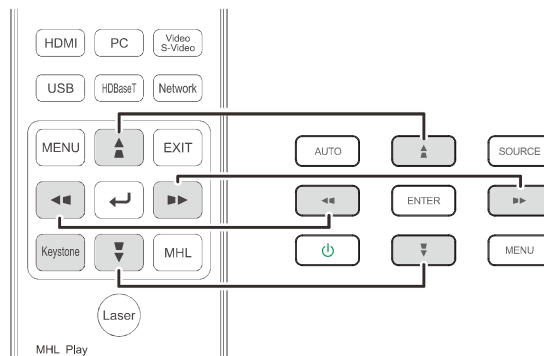 HDMI PC Video
S-Video
USB HDBaseT Network
MENU EXIT AUTO SOURCE
ENTER
Keystone MHL MENU
Laser
MHL Play